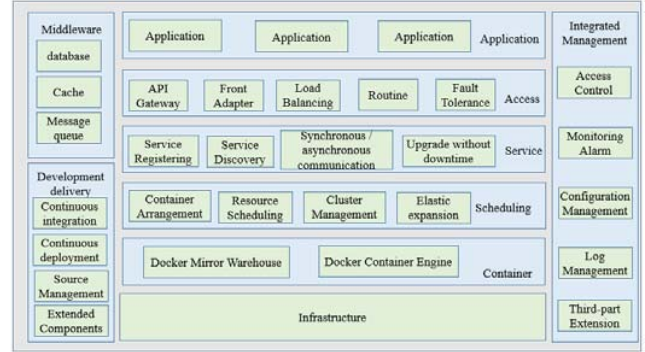 Middleware
database
Cache
Message
queue
Development
delivery
Continuous
integration
Continuous
deployment
Source
Management
Extended
Components
Application
Application
Application
Application
API
Gateway
Front
Adapter
Load
Balancing
Routine
Fault
Tolerance
Access
Service
Registering
Service
Discovery
Synchronous /
asynchronous
communication
Upgrade without
downtime
Service
Container
Arrangement
Resource
Scheduling
Cluster
Management
Elastic
expansion
Scheduling
Docker Mirror Warehouse
Docker Container Engine
Container
Infrastructure
Integrated
Management
Access
Control
Monitoring
Alarm
Configuration
Management
Log
Management
Third-part
Extension